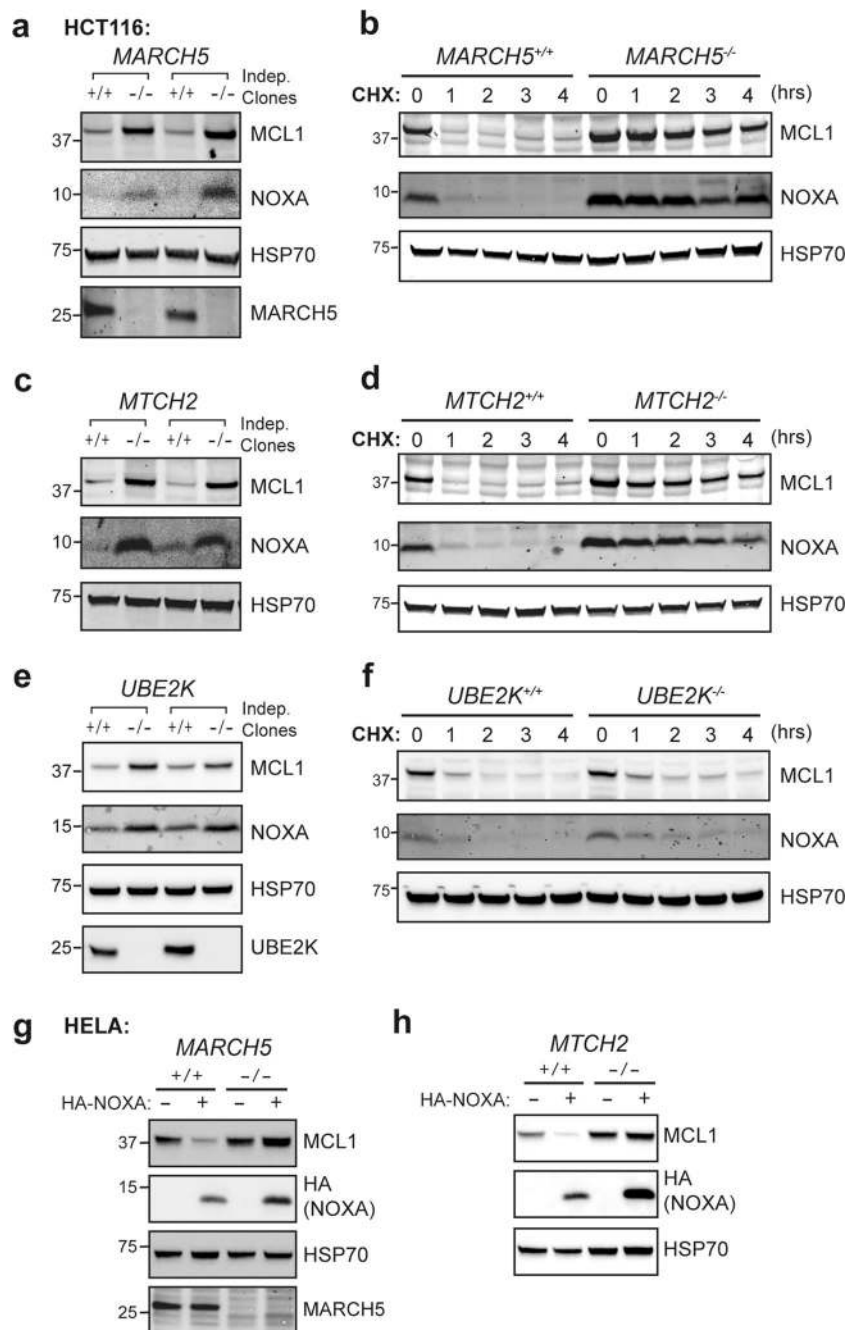 a HCT116:
MARCH5
+/+ -/- +/+ -/- Indep. Clones
37 MCL1
10 NOXA
75 HSP70
25 MARCH5
b
MARCH5+/+ MARCH5-/-
CHX: 0 1 2 3 4 0 1 2 3 4 (hrs)
37 MCL1
10 NOXA
75 HSP70
c
MTCH2
+/+ -/- +/+ -/- Indep. Clones
37 MCL1
10 NOXA
75 HSP70
d
MTCH2+/+ MTCH2-/-
CHX: 0 1 2 3 4 0 1 2 3 4 (hrs)
37 MCL1
10 NOXA
75 HSP70
e
UBE2K
+/+ -/- +/+ -/- Indep. Clones
37 MCL1
15 NOXA
75 HSP70
25 UBE2K
f
UBE2K+/+ UBE2K-/-
CHX: 0 1 2 3 4 0 1 2 3 4 (hrs)
37 MCL1
10 NOXA
75 HSP70
g HELA:
MARCH5
+/+ -/-
HA-NOXA: – + – +
37 MCL1
15 HA
(NOXA)
75 HSP70
25 MARCH5
h
MTCH2
+/+ -/-
HA-NOXA: – + – +
MCL1
HA
(NOXA)
HSP70